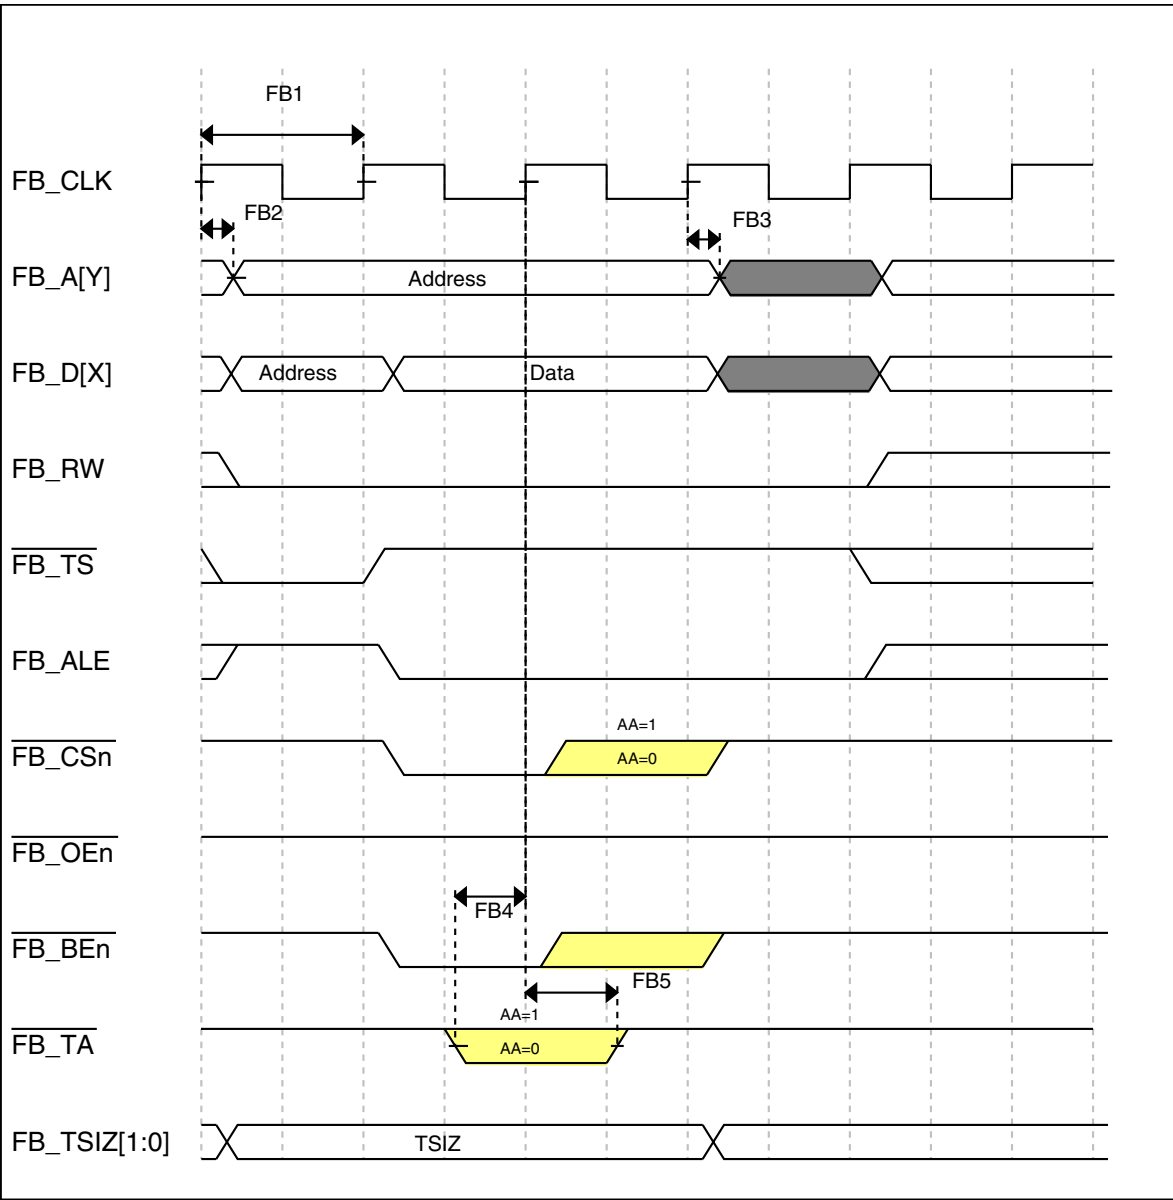 FB1
FB_CLK
FB2
FB3
FB_A[Y]
Address
FB_D[X]
Address
Data
FB_RW
FB_TS
FB_ALE
AA=1
FB_CSn
AA=0
FB_OEn
FB4
FB_BEn
FB5
AA=1
FB_TA
AA=0
FB_TSIZ[1:0]
TSIZ